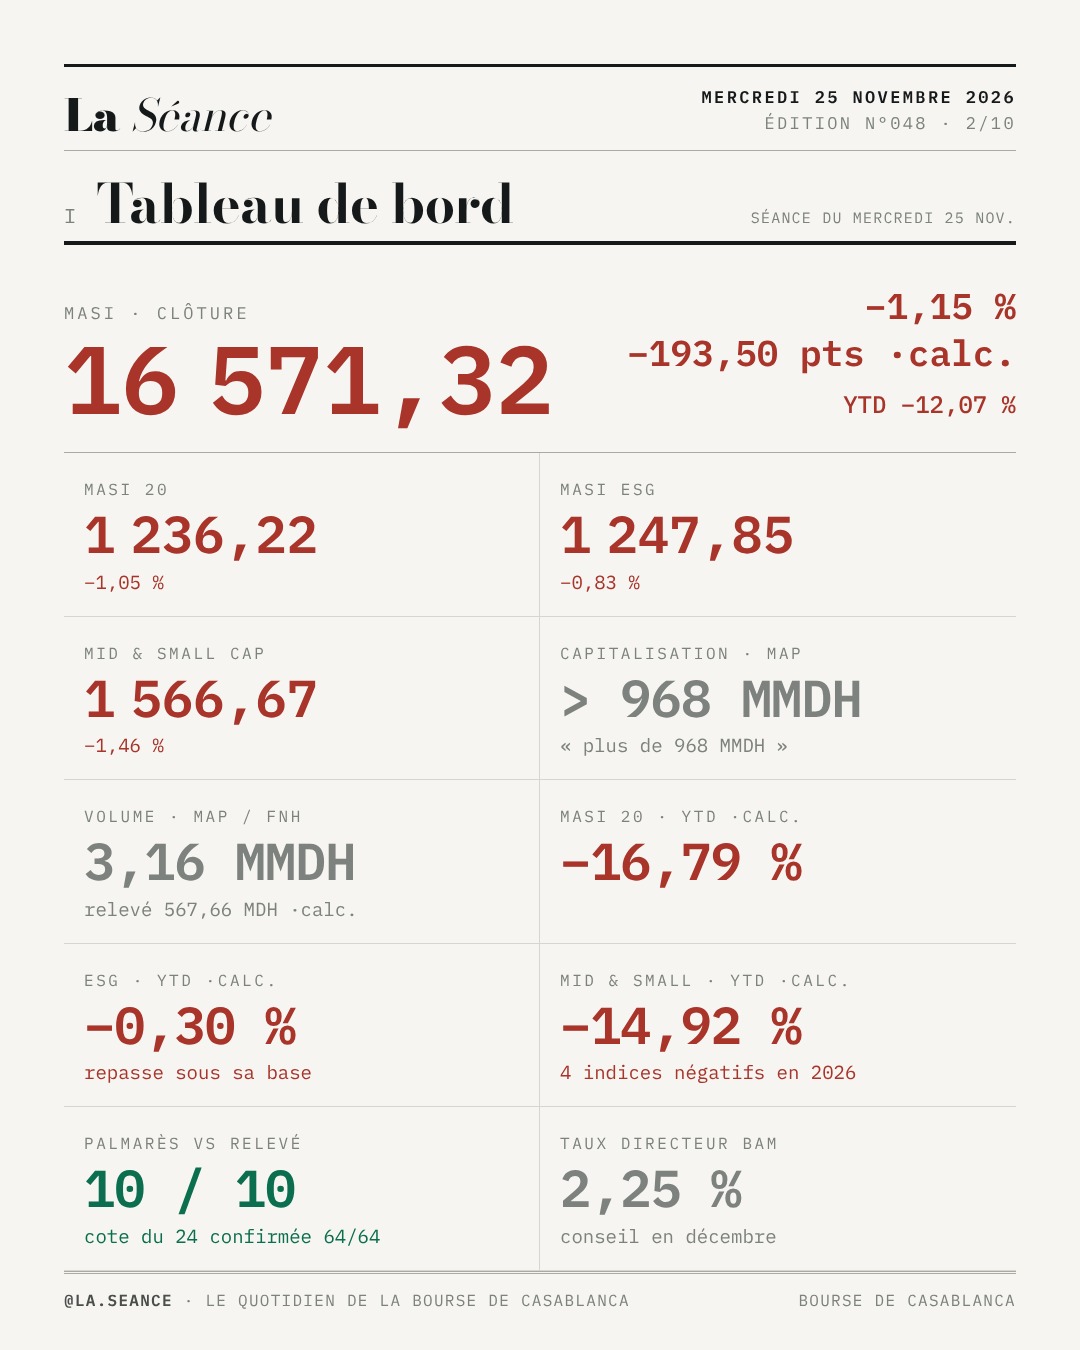 La Séance
MERCREDI 25 NOVEMBRE 2026
ÉDITION N°048 · 2/10
I Tableau de bord
SÉANCE DU MERCREDI 25 NOV.
MASI · CLÔTURE
16 571,32
−1,15 %
−193,50 pts ·calc.
YTD −12,07 %
MASI 20
1 236,22
−1,05 %
MASI ESG
1 247,85
−0,83 %
MID & SMALL CAP
1 566,67
−1,46 %
CAPITALISATION · MAP
> 968 MMDH
« plus de 968 MMDH »
VOLUME · MAP / FNH
3,16 MMDH
relevé 567,66 MDH ·calc.
MASI 20 · YTD ·CALC.
−16,79 %
ESG · YTD ·CALC.
−0,30 %
repasse sous sa base
MID & SMALL · YTD ·CALC.
−14,92 %
4 indices négatifs en 2026
PALMARÈS VS RELEVÉ
10 / 10
cote du 24 confirmée 64/64
TAUX DIRECTEUR BAM
2,25 %
conseil en décembre
@LA.SEANCE · LE QUOTIDIEN DE LA BOURSE DE CASABLANCA
BOURSE DE CASABLANCA